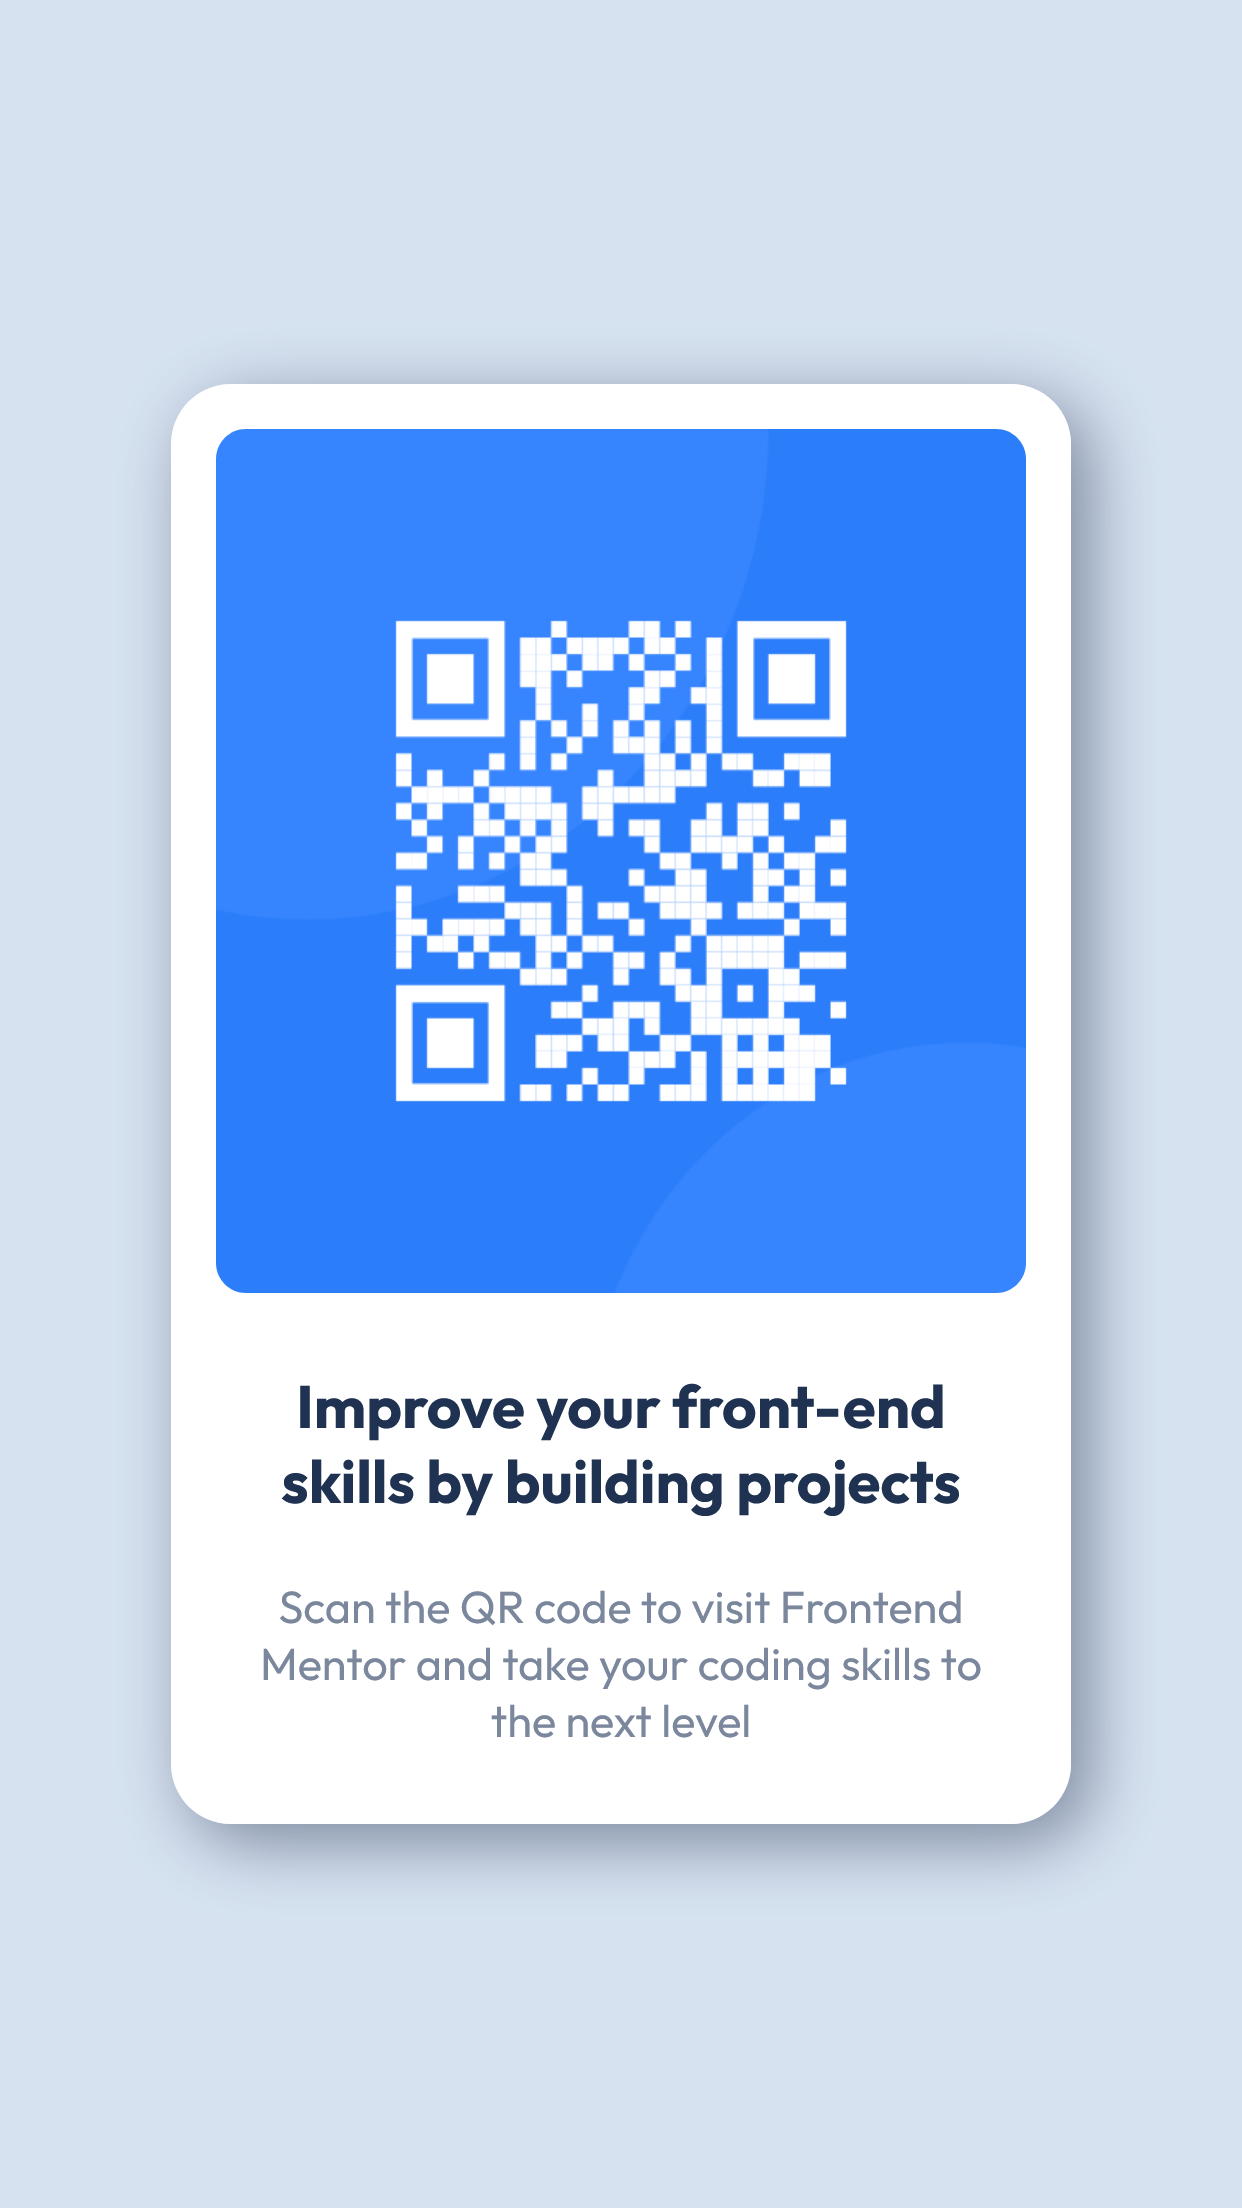 Improve your front-end
skills by building projects
Scan the QR code to visit Frontend
Mentor and take your coding skills to
the next level